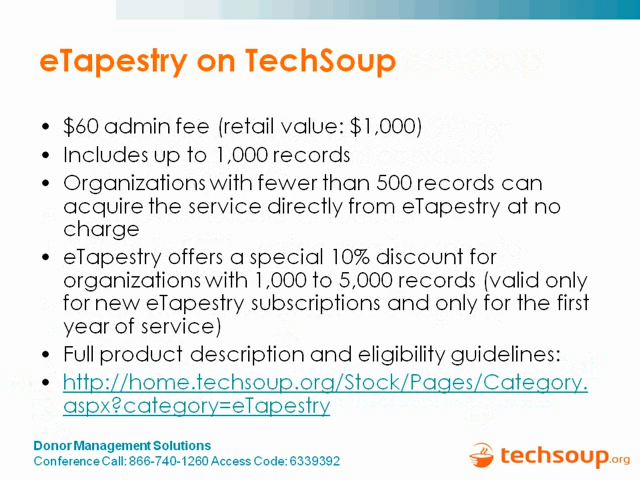 eTapestry on TechSoup
• $60 admin fee (retail value: $1,000)
• Includes up to 1,000 records
• Organizations with fewer than 500 records can
acquire the service directly from eTapestry at no
charge
• eTapestry offers a special 10% discount for
organizations with 1,000 to 5,000 records (valid only
for new eTapestry subscriptions and only for the first
year of service)
• Full product description and eligibility guidelines:
• http://home.techsoup.org/Stock/Pages/Category.
aspx?category=eTapestry
Donor Management Solutions
Conference Call: 866-740-1260 Access Code: 6339392
techsoup.org